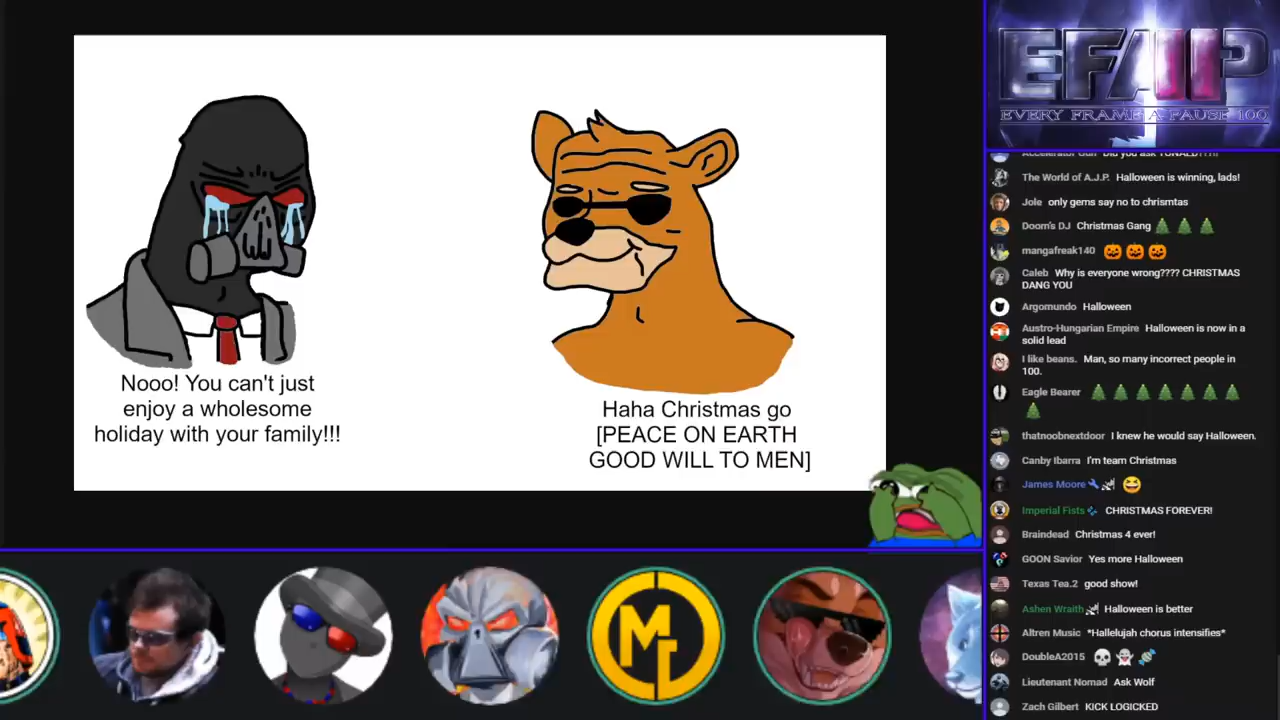 Nooo! You can't just
enjoy a wholesome
holiday with your family!!!
Haha Christmas go
[PEACE ON EARTH
GOOD WILL TO MEN]
EFAP
EVERY FRAME A PAUSE 100
The World of A.J.P. Halloween is winning, lads!
Jole only gems say no to chrismtas
Doom's DJ Christmas Gang
mangafreak140
Caleb Why is everyone wrong???? CHRISTMAS
DANG YOU
Argomundo Halloween
Austro-Hungarian Empire Halloween is now in a
solid lead
I like beans. Man, so many incorrect people in
100.
Eagle Bearer
thatnoobnextdoor I knew he would say Halloween.
Canby Ibarra I'm team Christmas
James Moore
Imperial Fists CHRISTMAS FOREVER!
Braindead Christmas 4 ever!
GOON Savior Yes more Halloween
Texas Tea.2 good show!
Ashen Wraith Halloween is better
Altren Music *Hallelujah chorus intensifies*
DoubleA2015
Lieutenant Nomad Ask Wolf
Zach Gilbert KICK LOGICKED